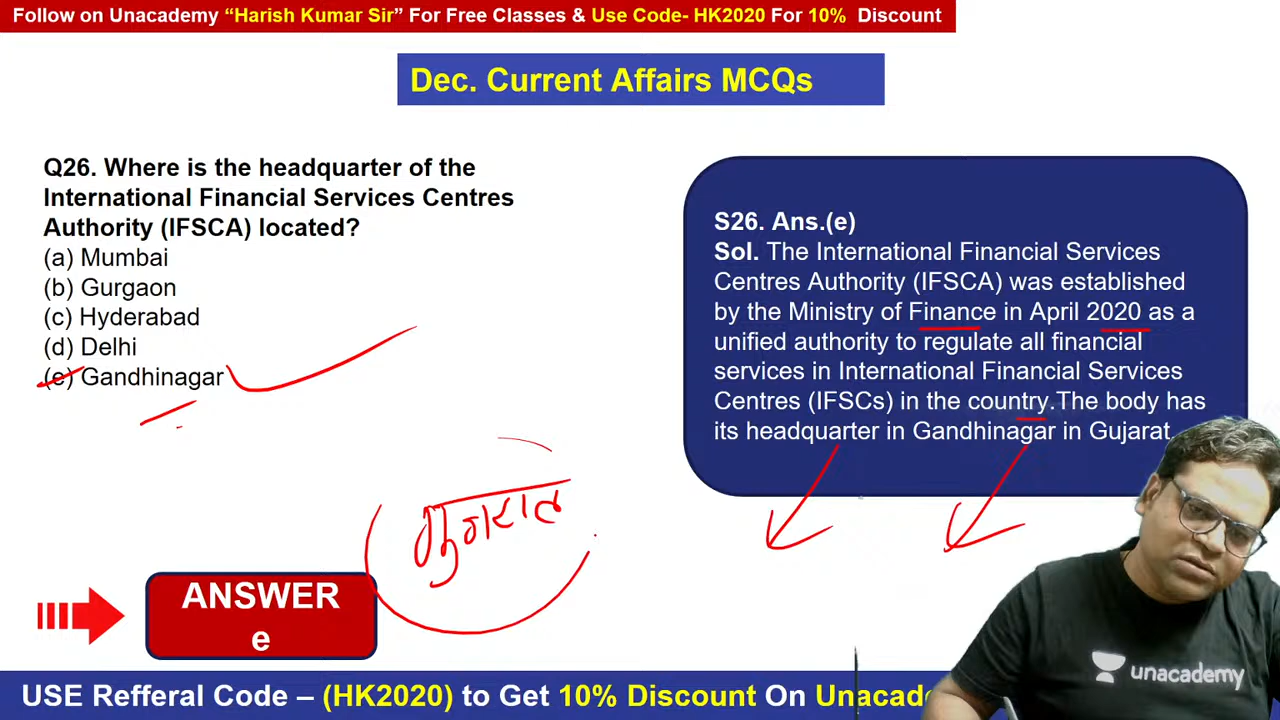 Follow on Unacademy “Harish Kumar Sir” For Free Classes & Use Code- HK2020 For 10% Discount
Dec. Current Affairs MCQs
Q26. Where is the headquarter of the
International Financial Services Centres
Authority (IFSCA) located?
(a) Mumbai
(b) Gurgaon
(c) Hyderabad
(d) Delhi
(e) Gandhinagar
S26. Ans.(e)
Sol. The International Financial Services
Centres Authority (IFSCA) was established
by the Ministry of Finance in April 2020 as a
unified authority to regulate all financial
services in International Financial Services
Centres (IFSCs) in the country.The body has
its headquarter in Gandhinagar in Gujarat.
गुजरात
ANSWER
e
unacademy
USE Refferal Code – (HK2020) to Get 10% Discount On